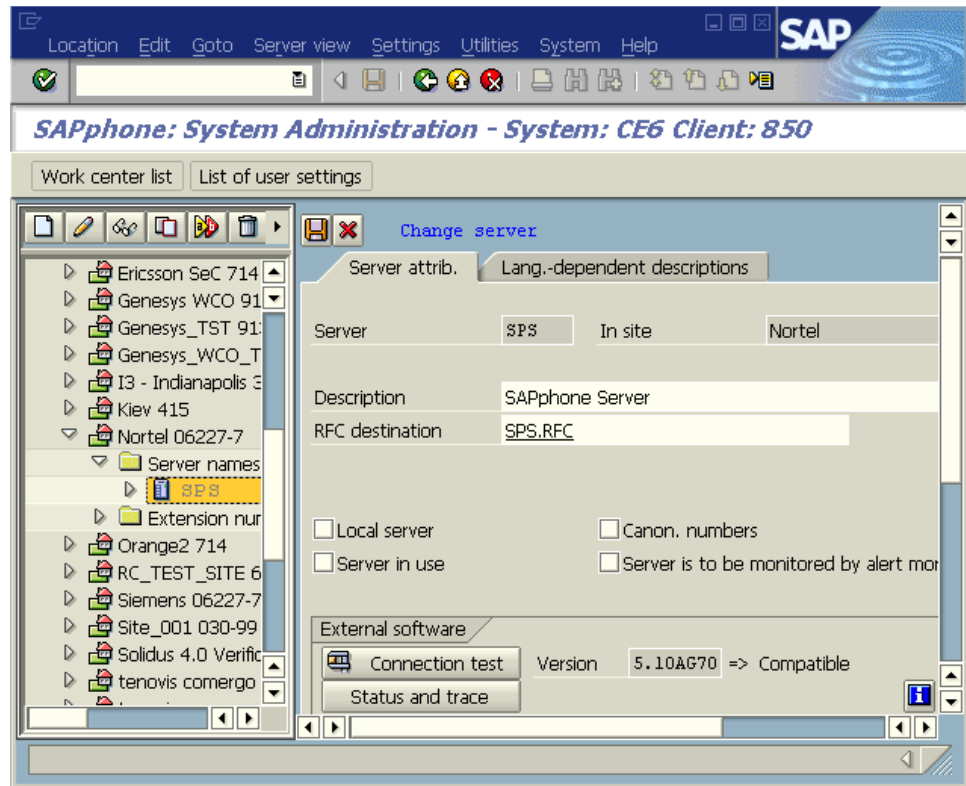 Location Edit Goto Server view Settings Utilities System Help
SAP
SAPphone: System Administration - System: CE6 Client: 850
Work center list List of user settings
Change server
Server attrib. Lang.-dependent descriptions
Ericsson SeC 714
Genesys WCO 91
Genesys_TST 91
Genesys_WCO_T
I3 - Indianapolis
Kiev 415
Nortel 06227-7
Server names
SPS
Extension nur
Orange2 714
RC_TEST_SITE 6
Siemens 06227-7
Site_001 030-99
Solidus 4.0 Verific
tenovis comergo
Server SPS In site Nortel
Description SAPphone Server
RFC destination SPS.RFC
Local server Canon. numbers
Server in use Server is to be monitored by alert mor
External software
Connection test Version 5.10AG70 => Compatible
Status and trace